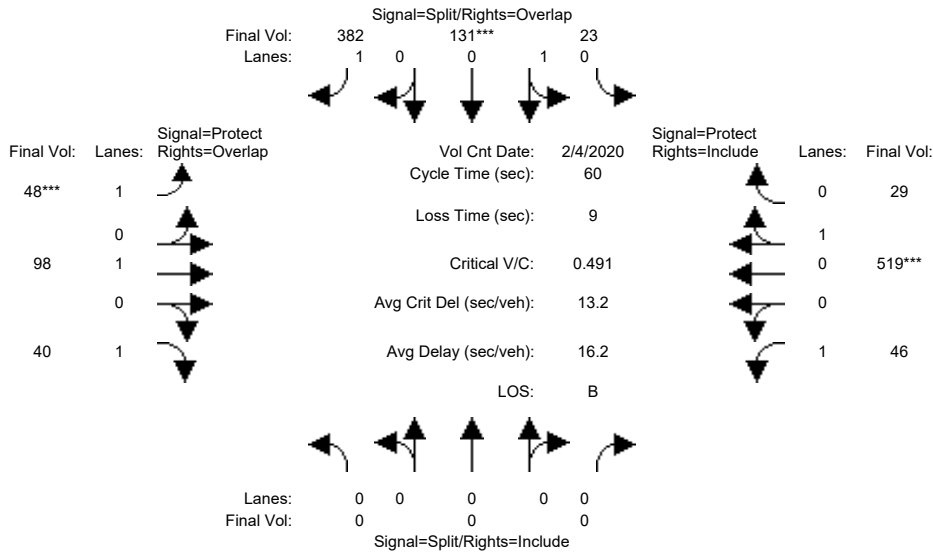 Signal=Split/Rights=Overlap
Final Vol: 382 131*** 23
Lanes: 1 0 0 1 0
Signal=Protect
Final Vol: Lanes: Rights=Overlap
Vol Cnt Date: 2/4/2020
Signal=Protect
Rights=Include Lanes: Final Vol:
Cycle Time (sec): 60
48*** 1
0 29
Loss Time (sec): 9
0
1
98 1
Critical V/C: 0.491
0 519***
0
Avg Crit Del (sec/veh): 13.2
0
40 1
Avg Delay (sec/veh): 16.2
1 46
LOS: B
Lanes: 0 0 0 0 0
Final Vol: 0 0 0
Signal=Split/Rights=Include